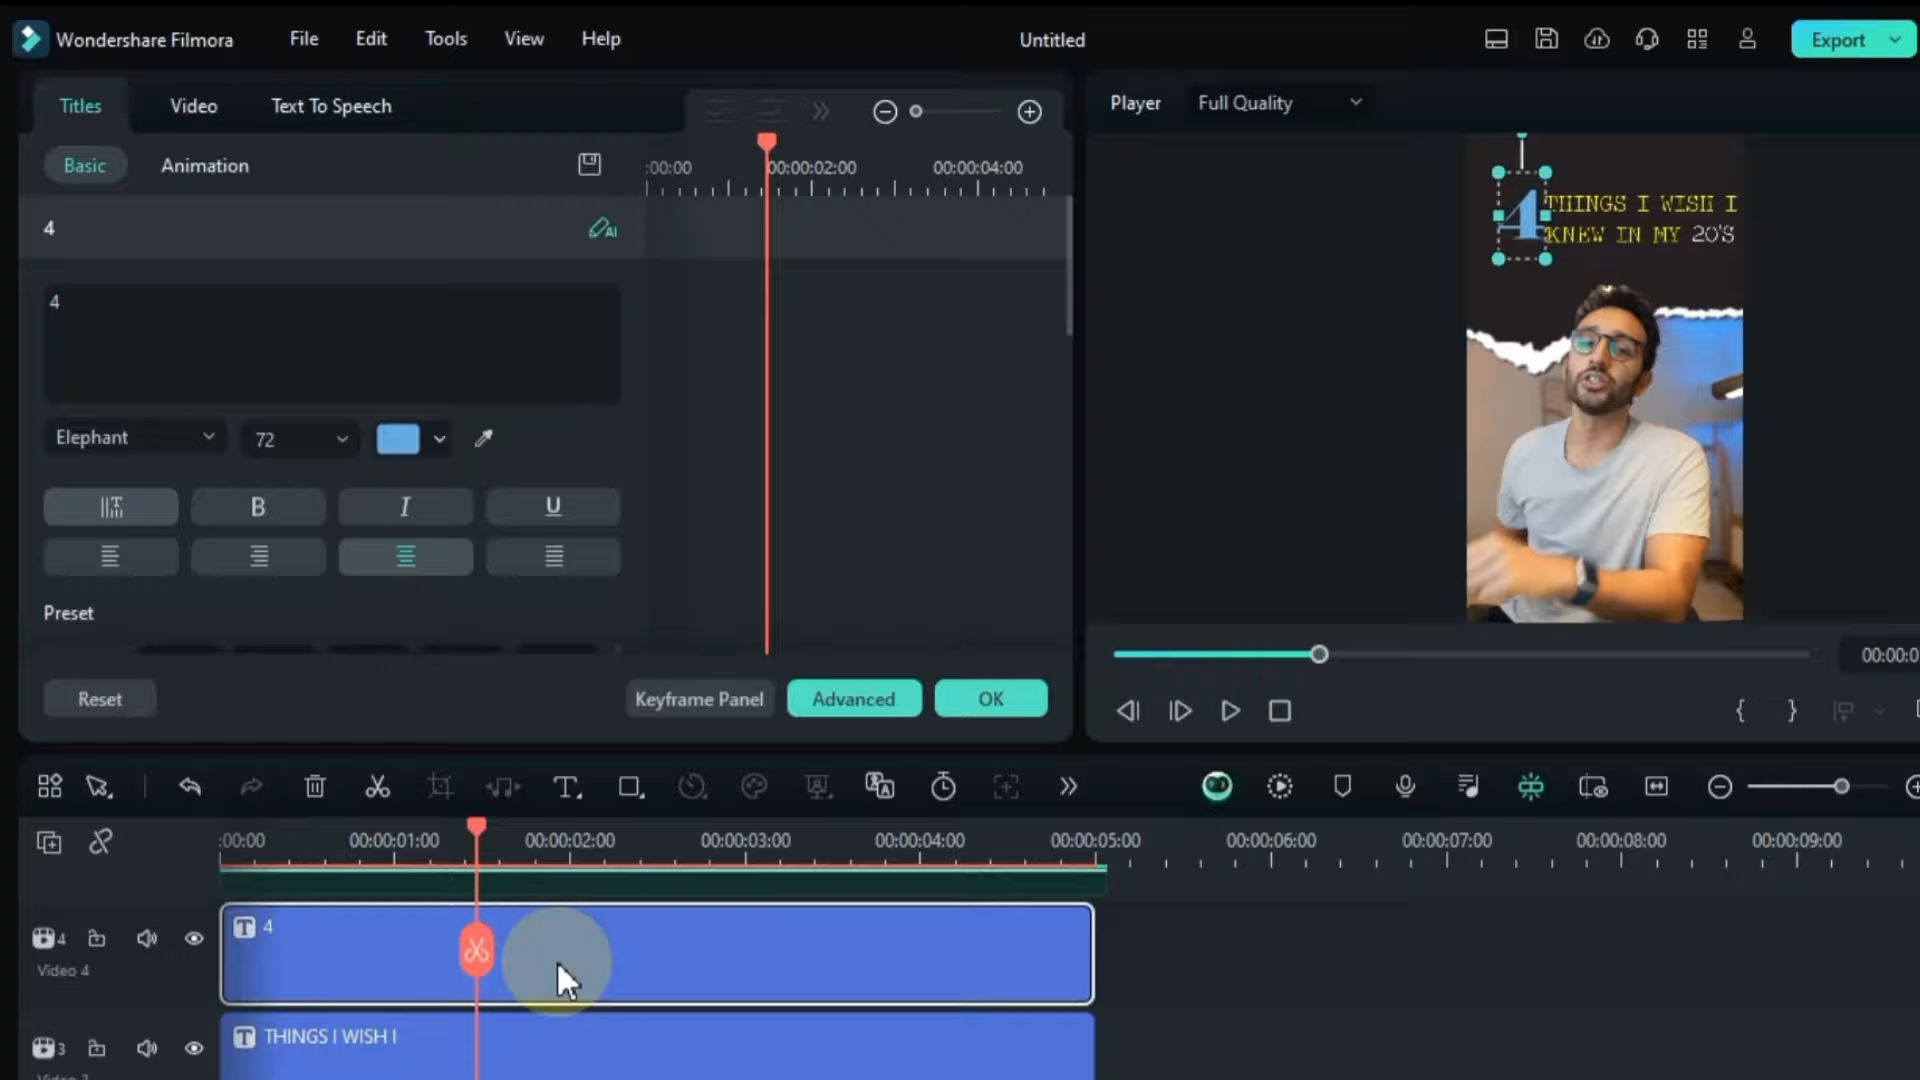 Wondershare Filmora
File
Edit
Tools
View
Help
Untitled
Export
Titles
Video
Text To Speech
Player
Full Quality
Basic
Animation
:00:00
00:00:02:00
00:00:04:00
4
AI
4
Elephant
72
B
I
U
Preset
Reset
Keyframe Panel
Advanced
OK
4
THINGS I WISH I
KNEW IN MY 20'S
00:00:0
{
}
:00:00
00:00:01:00
00:00:02:00
00:00:03:00
00:00:04:00
00:00:05:00
00:00:06:00
00:00:07:00
00:00:08:00
00:00:09:00
4
Video 4
T 4
3
T THINGS I WISH I